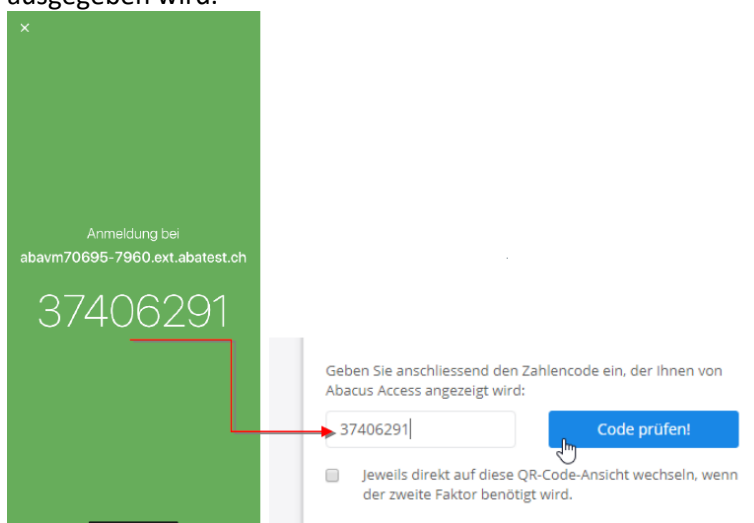 ausgegeben wird.
×
Anmeldung bei
abavm70695-7960.ext.abatest.ch
37406291
Geben Sie anschliessend den Zahlencode ein, der Ihnen von
Abacus Access angezeigt wird:
37406291
Code prüfen!
Jeweils direkt auf diese QR-Code-Ansicht wechseln, wenn
der zweite Faktor benötigt wird.